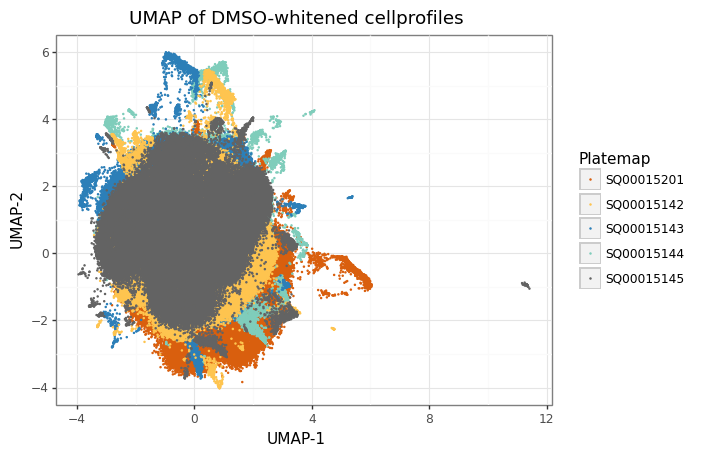 UMAP of DMSO-whitened cellprofiles
6
4
2
0
−2
−4
UMAP-2
−4
0
4
8
12
UMAP-1
Platemap
SQ00015201
SQ00015142
SQ00015143
SQ00015144
SQ00015145